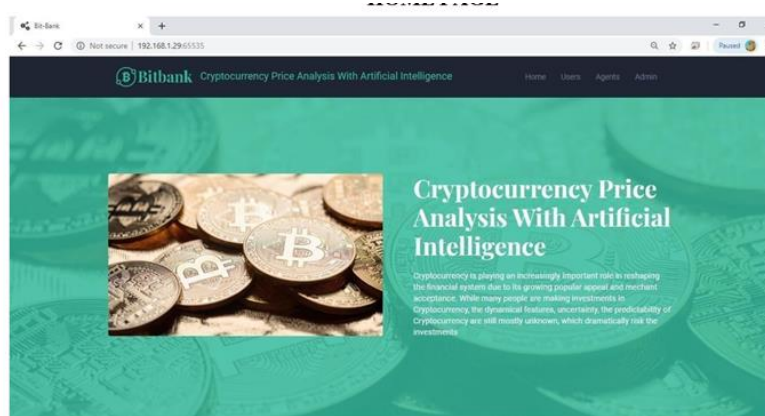 HOME PAGE
Bit-Bank
Not secure | 192.168.1.29:65535
Paused
Bitbank Cryptocurrency Price Analysis With Artificial Intelligence
Home Users Agents Admin
Cryptocurrency Price
Analysis With Artificial
Intelligence
Cryptocurrency is playing an increasingly important role in reshaping
the financial system due to its growing popular appeal and merchant
acceptance. While many people are making investments in
Cryptocurrency, the dynamical features, uncertainty, the predictability of
Cryptocurrency are still mostly unknown, which dramatically risk the
investments